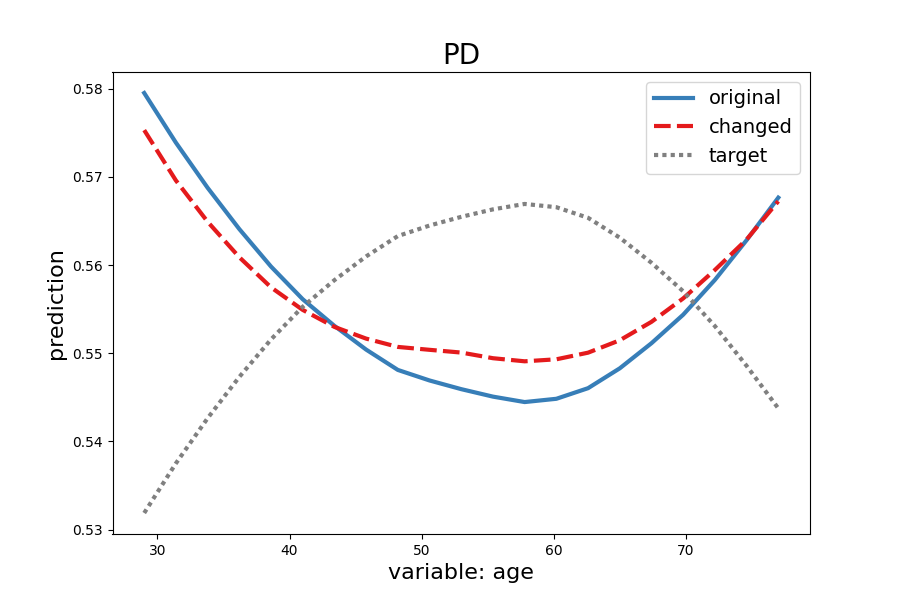 PD
original
changed
target
0.58
0.57
0.56
0.55
0.54
0.53
prediction
30 40 50 60 70
variable: age